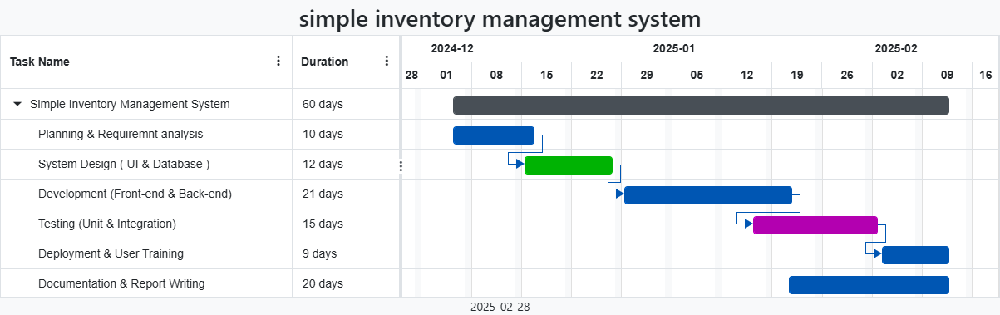 simple inventory management system
Task Name Duration 2024-12 2025-01 2025-02
28 01 08 15 22 29 05 12 19 26 02 09 16
Simple Inventory Management System 60 days
Planning & Requiremnt analysis 10 days
System Design ( UI & Database ) 12 days
Development (Front-end & Back-end) 21 days
Testing (Unit & Integration) 15 days
Deployment & User Training 9 days
Documentation & Report Writing 20 days
2025-02-28